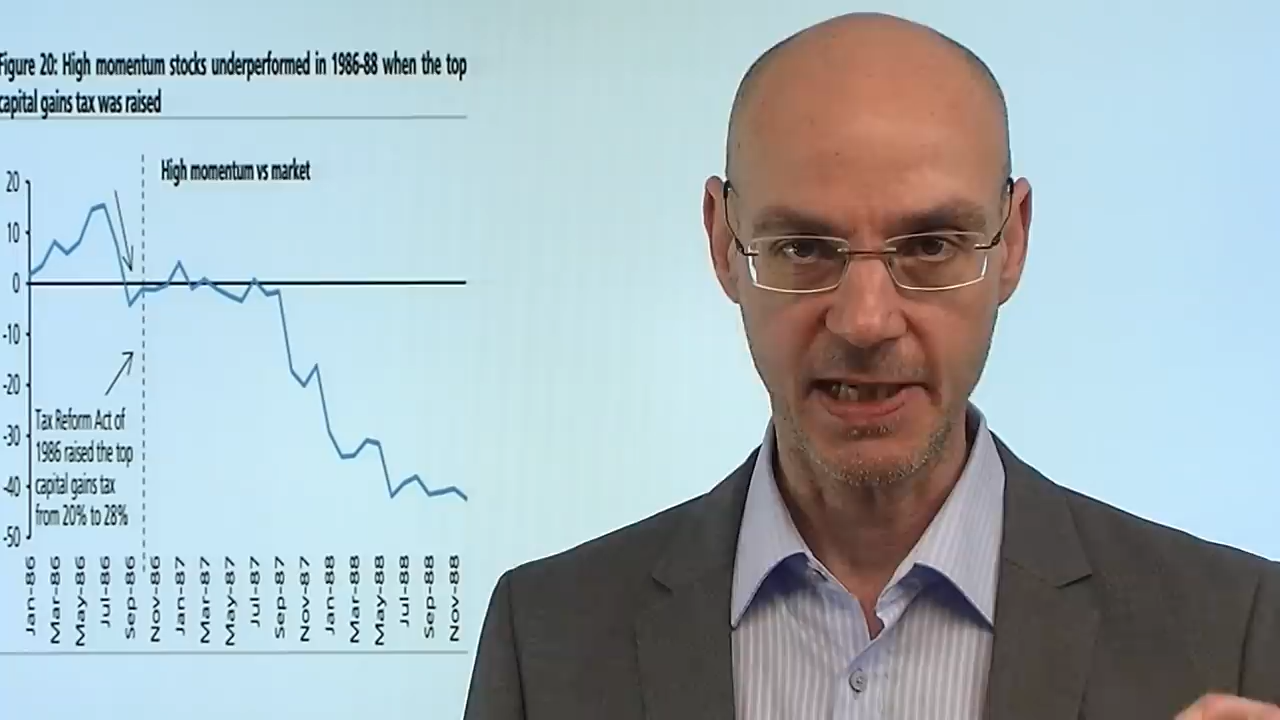 Figure 20: High momentum stocks underperformed in 1986-88 when the top
capital gains tax was raised
High momentum vs market
20
10
0
-10
-20
-30
-40
-50
Tax Reform Act of
1986 raised the top
capital gains tax
from 20% to 28%
Jan-86
Mar-86
May-86
Jul-86
Sep-86
Nov-86
Jan-87
Mar-87
May-87
Jul-87
Sep-87
Nov-87
Jan-88
Mar-88
May-88
Jul-88
Sep-88
Nov-88